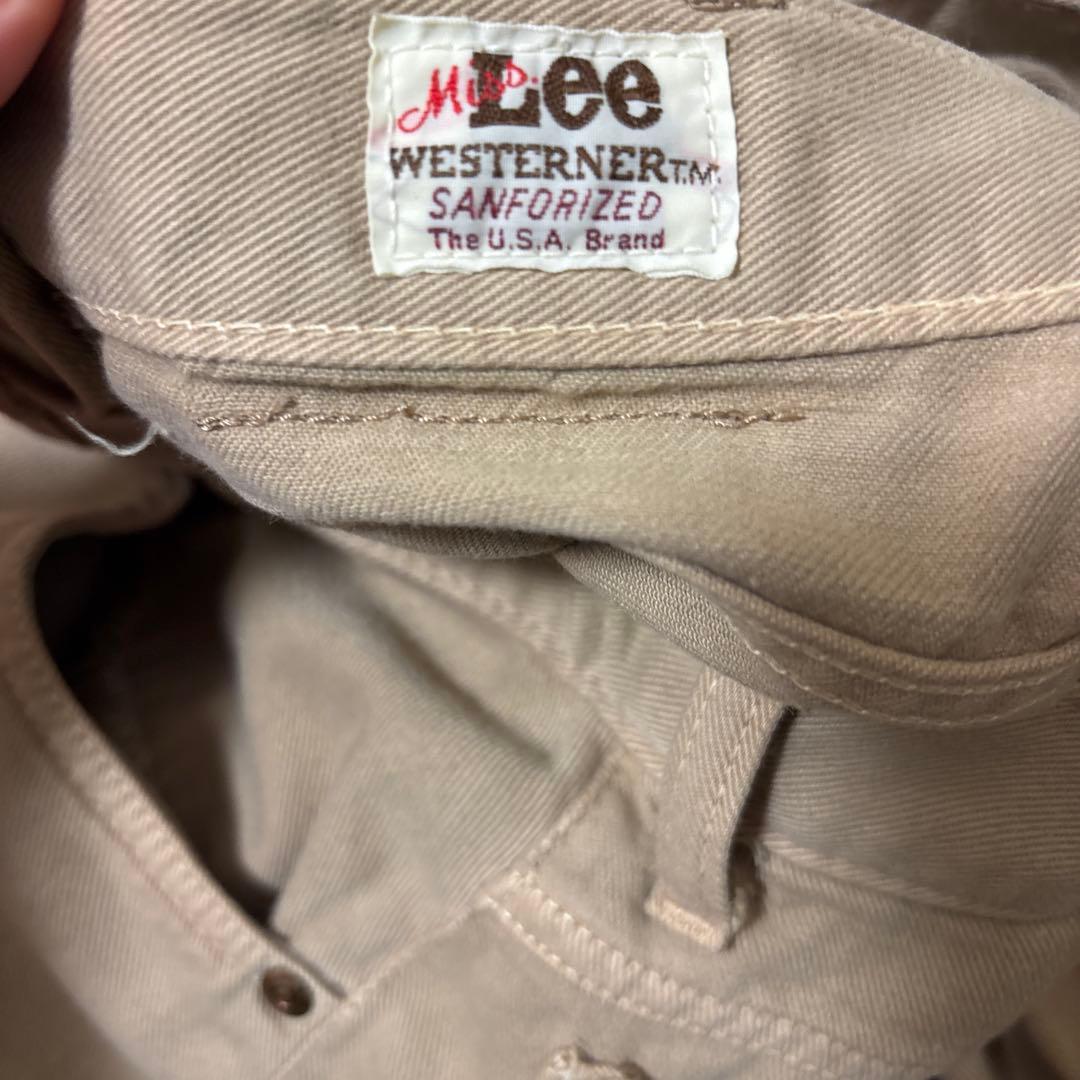 Miss. Lee
WESTERNER T.M.
SANFORIZED
The U.S.A. Brand